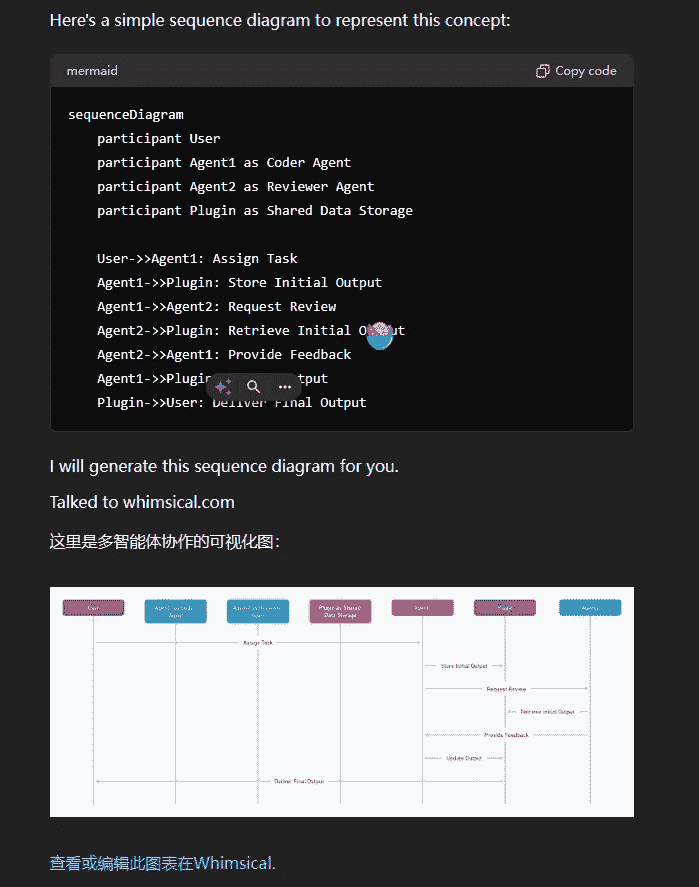 Here's a simple sequence diagram to represent this concept:
mermaid
Copy code
sequenceDiagram
participant User
participant Agent1 as Coder Agent
participant Agent2 as Reviewer Agent
participant Plugin as Shared Data Storage
User->>Agent1: Assign Task
Agent1->>Plugin: Store Initial Output
Agent1->>Agent2: Request Review
Agent2->>Plugin: Retrieve Initial
Agent2->>Agent1: Provide Feedback
Agent1->>Plugin
Plugin->>User: Deliver Final Output
I will generate this sequence diagram for you.
Talked to whimsical.com
这里是多智能体协作的可视化图：
User
Plugin as Shared
Data Storage
Assign Task
Store Initial Output
Request Review
Retrieve Initial Output
Provide Feedback
Update Output
Deliver Final Output
查看或编辑此图表在Whimsical.